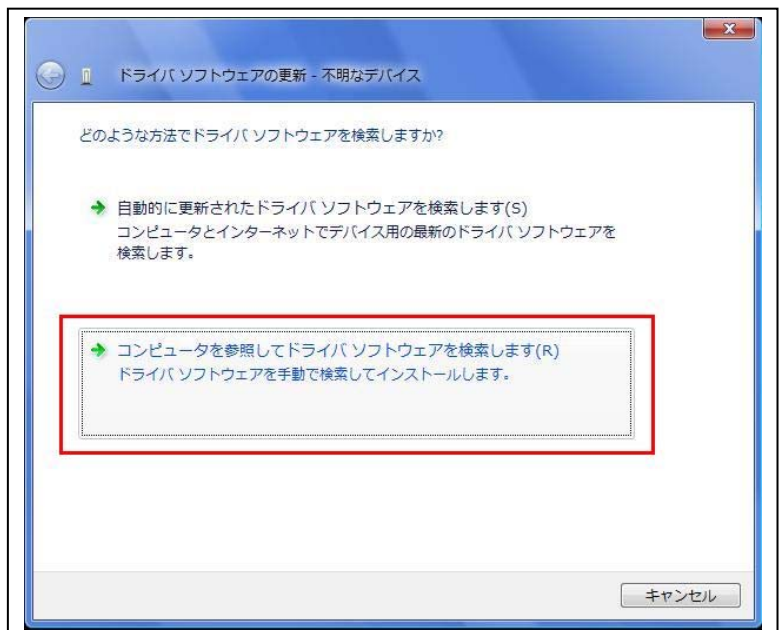 ドライバ ソフトウェアの更新 - 不明なデバイス
どのような方法でドライバ ソフトウェアを検索しますか?
自動的に更新されたドライバ ソフトウェアを検索します(S)
コンピュータとインターネットでデバイス用の最新のドライバ ソフトウェアを
検索します。
コンピュータを参照してドライバ ソフトウェアを検索します(R)
ドライバ ソフトウェアを手動で検索してインストールします。
キャンセル